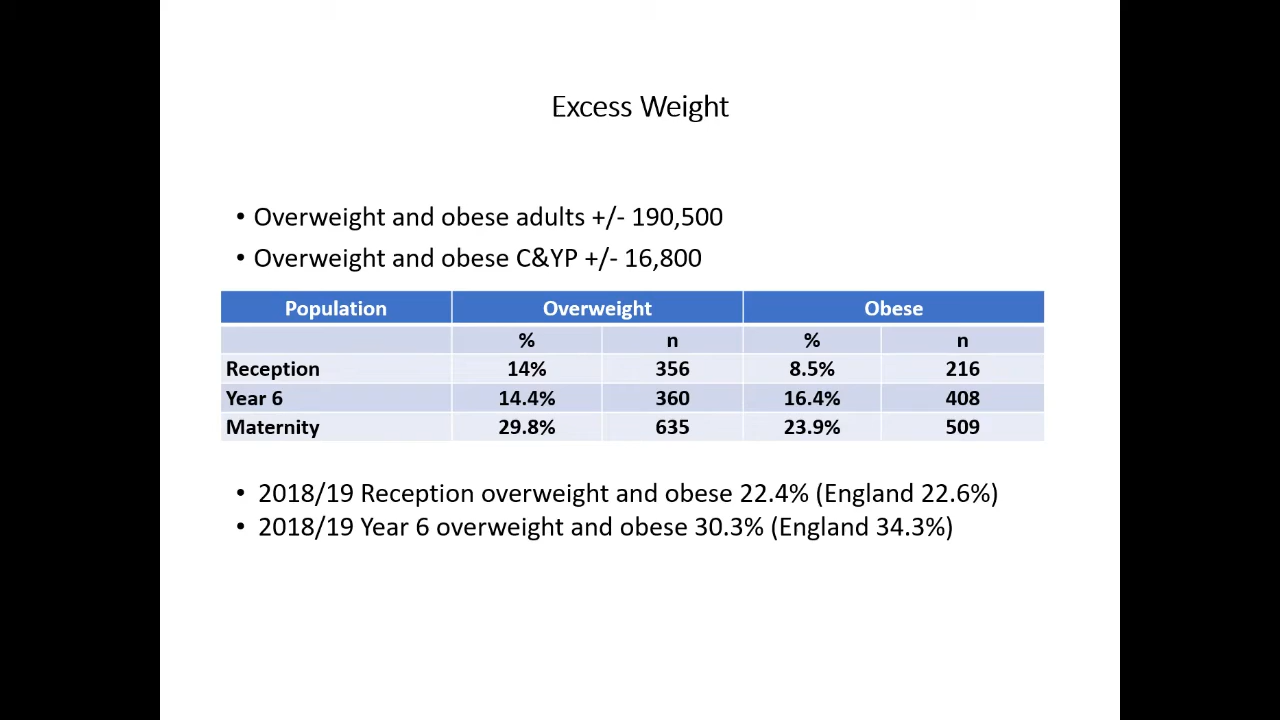 Excess Weight
• Overweight and obese adults +/- 190,500
• Overweight and obese C&YP +/- 16,800
Population Overweight Obese
% n % n
Reception 14% 356 8.5% 216
Year 6 14.4% 360 16.4% 408
Maternity 29.8% 635 23.9% 509
• 2018/19 Reception overweight and obese 22.4% (England 22.6%)
• 2018/19 Year 6 overweight and obese 30.3% (England 34.3%)